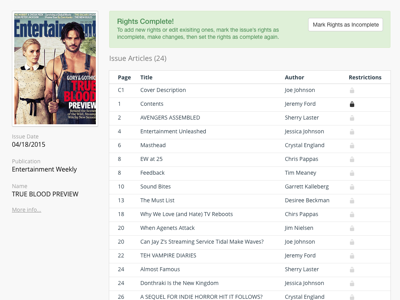 Entertainment
GORY & GOTHIC
TRUE
BLOOD
PREVIEW
Issue Date
04/18/2015
Publication
Entertainment Weekly
Name
TRUE BLOOD PREVIEW
More info...
Rights Complete!
To add new rights or edit exisiting ones, mark the issue's rights as
incomplete, make changes, then set the rights as complete again.
Mark Rights as Incomplete
Issue Articles (24)
Page Title Author Restrictions
C1 Cover Description Joe Johnson
1 Contents Jeremy Ford
2 AVENGERS ASSEMBLED Sherry Laster
4 Entertainment Unleashed Jessica Johnson
6 Masthead Crystal England
8 EW at 25 Chris Pappas
8 Feedback Tim Meaney
10 Sound Bites Garrett Kalleberg
13 The Must List Desiree Beckman
18 Why We Love (and Hate) TV Reboots Chris Pappas
20 When Agenets Attack Jim Nielsen
20 Can Jay Z's Streaming Service Tidal Make Waves? Joe Johnson
22 TEH VAMPIRE DIARIES Jeremy Ford
24 Almost Famous Sherry Laster
24 Donthraki Is the New Kingdom Jessica Johnson
26 A SEQUEL FOR INDIE HORROR HIT IT FOLLOWS? Crystal England